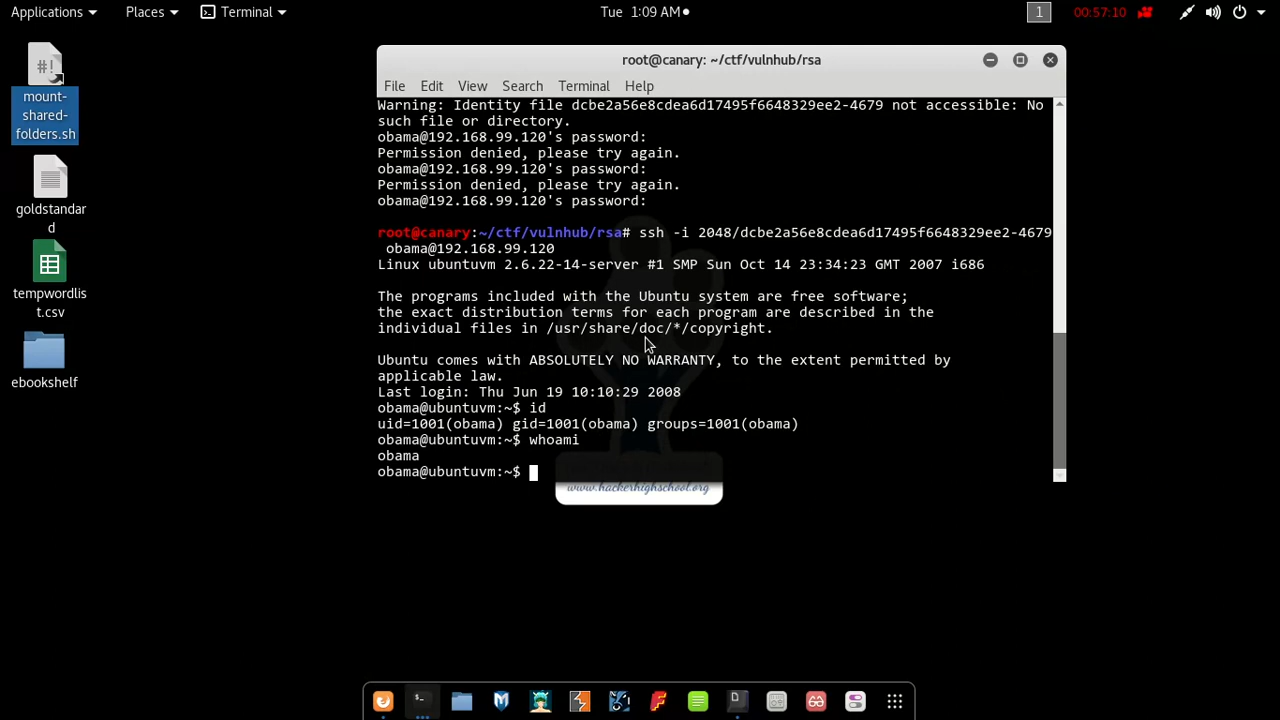 Applications Places Terminal Tue 1:09 AM 1 00:57:10
#!
mount-
shared-
folders.sh
goldstandar
d
tempwordlis
t.csv
ebookshelf
root@canary: ~/ctf/vulnhub/rsa
File Edit View Search Terminal Help
Warning: Identity file dcbe2a56e8cdea6d17495f6648329ee2-4679 not accessible: No
such file or directory.
obama@192.168.99.120's password:
Permission denied, please try again.
obama@192.168.99.120's password:
Permission denied, please try again.
obama@192.168.99.120's password:
root@canary:~/ctf/vulnhub/rsa# ssh -i 2048/dcbe2a56e8cdea6d17495f6648329ee2-4679
obama@192.168.99.120
Linux ubuntuvm 2.6.22-14-server #1 SMP Sun Oct 14 23:34:23 GMT 2007 i686
The programs included with the Ubuntu system are free software;
the exact distribution terms for each program are described in the
individual files in /usr/share/doc/*/copyright.
Ubuntu comes with ABSOLUTELY NO WARRANTY, to the extent permitted by
applicable law.
Last login: Thu Jun 19 10:10:29 2008
obama@ubuntuvm:~$ id
uid=1001(obama) gid=1001(obama) groups=1001(obama)
obama@ubuntuvm:~$ whoami
obama
obama@ubuntuvm:~$
www.hackerhighschool.org